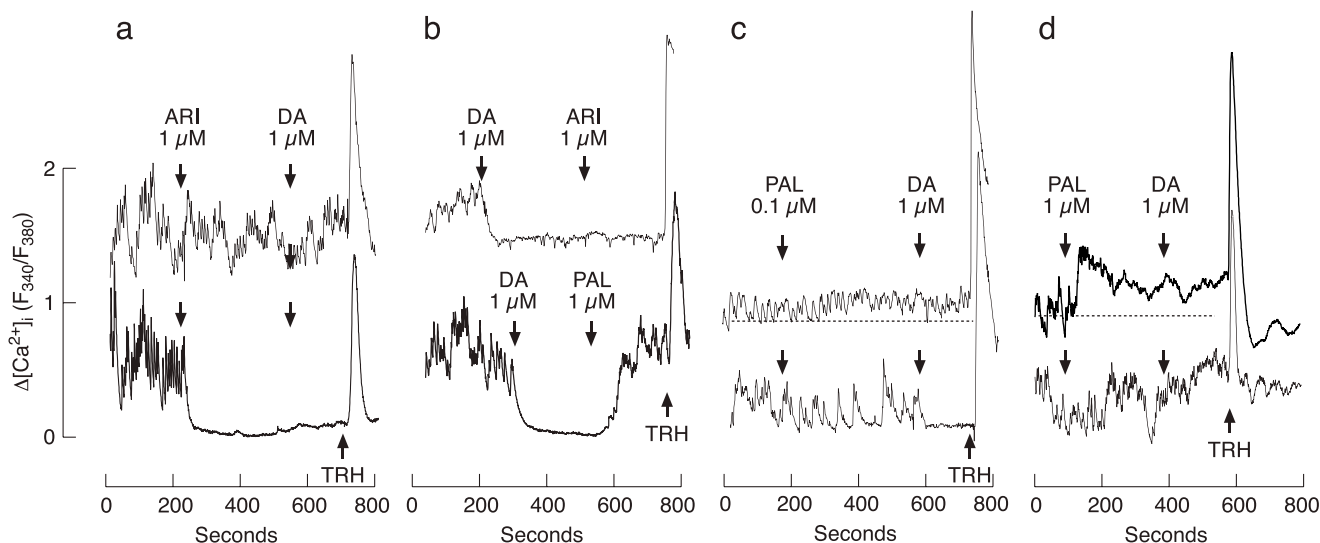 a
b
c
d
ARI
1 µM
DA
1 µM
DA
1 µM
ARI
1 µM
DA
1 µM
PAL
1 µM
PAL
0.1 µM
DA
1 µM
PAL
1 µM
DA
1 µM
2
1
0
Δ[Ca²⁺]ᵢ (F₃₄₀/F₃₈₀)
TRH
TRH
TRH
TRH
0 200 400 600 800
0 200 400 600 800
0 200 400 600 800
0 200 400 600 800
Seconds
Seconds
Seconds
Seconds